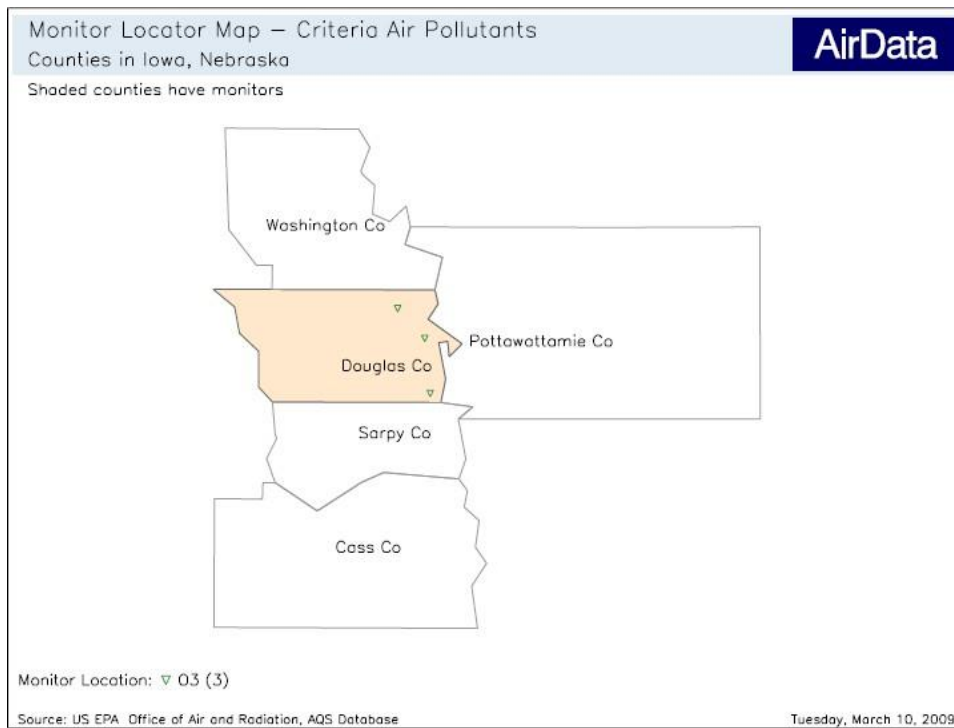 Monitor Locator Map – Criteria Air Pollutants
AirData
Counties in Iowa, Nebraska
Shaded counties have monitors
Washington Co
Pottawattamie Co
Douglas Co
Sarpy Co
Cass Co
Monitor Location: ▽ O3 (3)
Source: US EPA Office of Air and Radiation, AQS Database
Tuesday, March 10, 2009